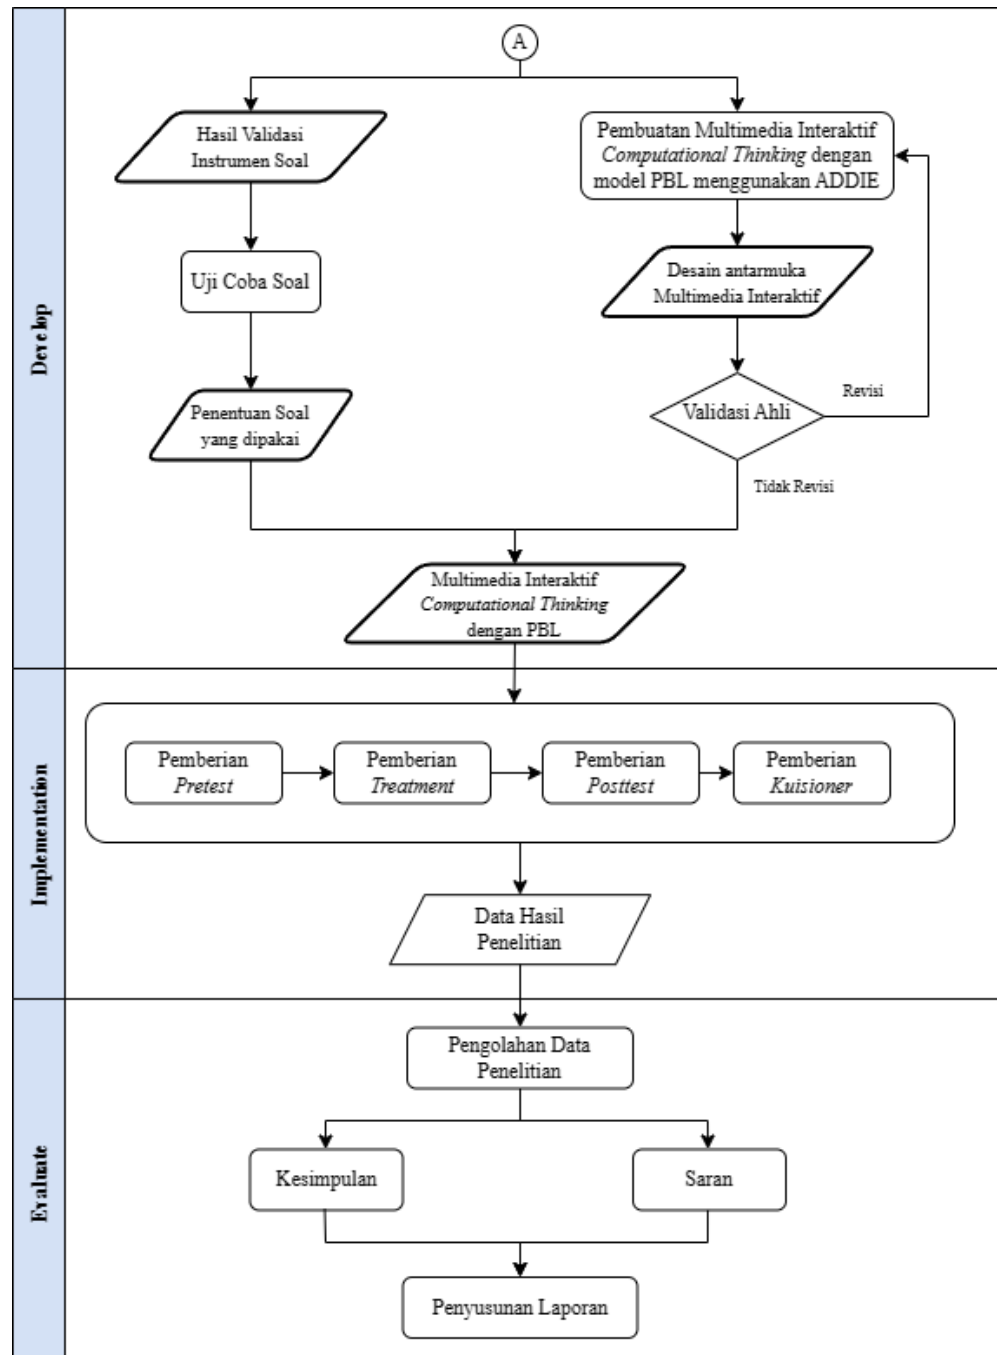 Develop
A
Hasil Validasi
Instrumen Soal
Uji Coba Soal
Penentuan Soal
yang dipakai
Pembuatan Multimedia Interaktif
Computational Thinking dengan
model PBL menggunakan ADDIE
Desain antarmuka
Multimedia Interaktif
Validasi Ahli
Revisi
Tidak Revisi
Multimedia Interaktif
Computational Thinking
dengan PBL
Implementation
Pemberian
Pretest
Pemberian
Treatment
Pemberian
Posttest
Pemberian
Kuisioner
Data Hasil
Penelitian
Evaluate
Pengolahan Data
Penelitian
Kesimpulan
Saran
Penyusunan Laporan